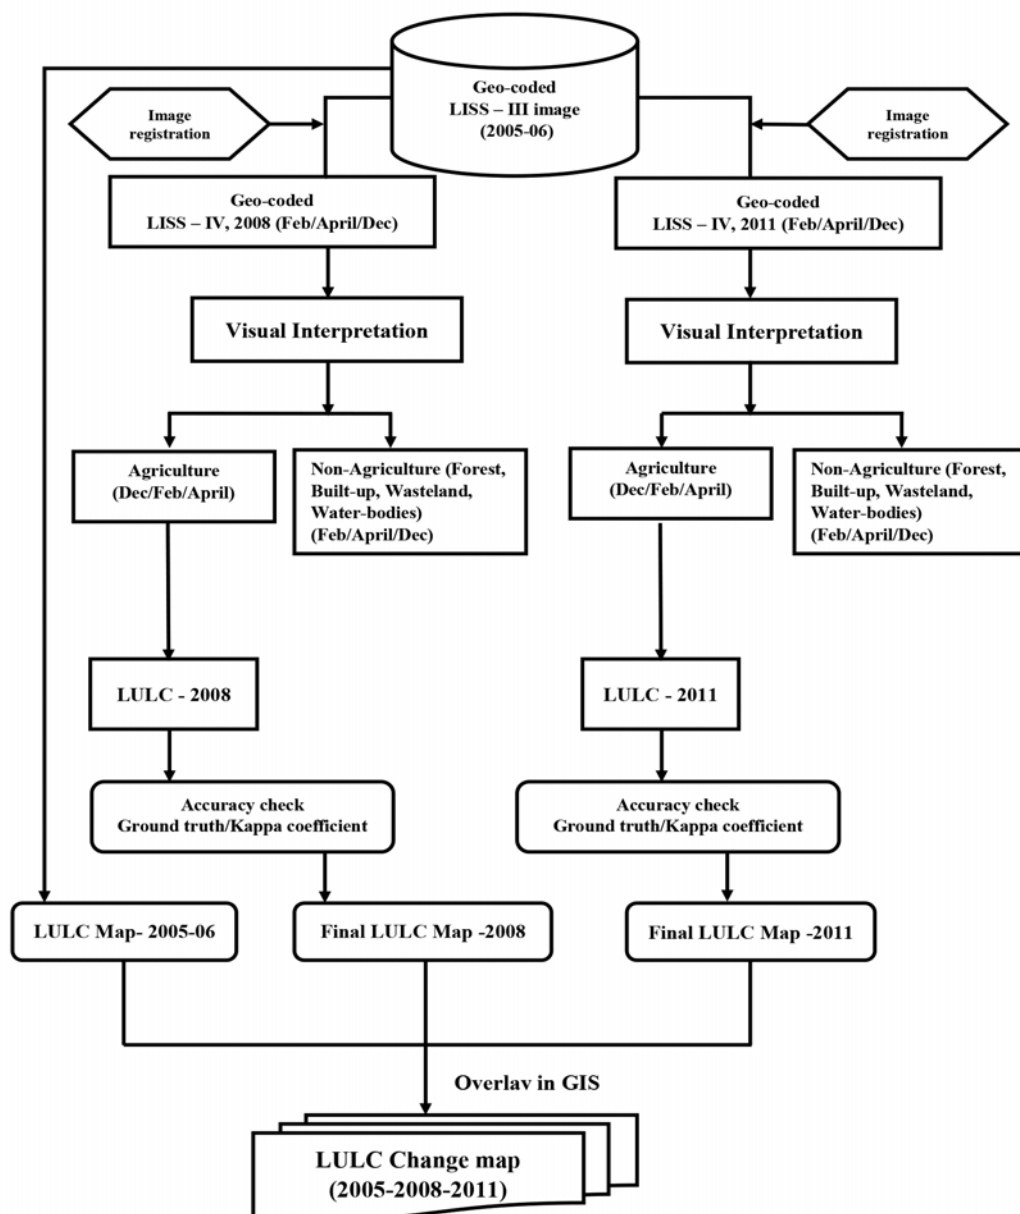 Geo-coded
LISS – III image
(2005-06)
Image
registration
Image
registration
Geo-coded
LISS – IV, 2008 (Feb/April/Dec)
Geo-coded
LISS – IV, 2011 (Feb/April/Dec)
Visual Interpretation
Visual Interpretation
Agriculture
(Dec/Feb/April)
Non-Agriculture (Forest,
Built-up, Wasteland,
Water-bodies)
(Feb/April/Dec)
Agriculture
(Dec/Feb/April)
Non-Agriculture (Forest,
Built-up, Wasteland,
Water-bodies)
(Feb/April/Dec)
LULC - 2008
LULC - 2011
Accuracy check
Ground truth/Kappa coefficient
Accuracy check
Ground truth/Kappa coefficient
LULC Map- 2005-06
Final LULC Map -2008
Final LULC Map -2011
Overlay in GIS
LULC Change map
(2005-2008-2011)